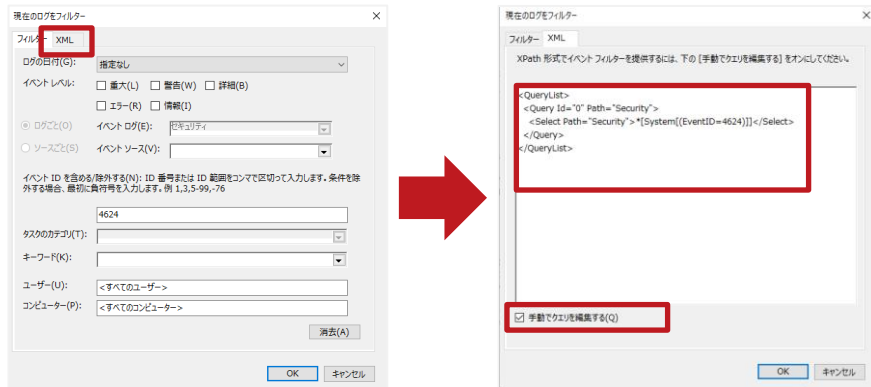 現在のログをフィルター
フィルター XML
ログの日付(G): 指定なし
イベント レベル: 重大(L) 警告(W) 詳細(B)
エラー(R) 情報(I)
ログごと(O) イベント ログ(E): セキュリティ
ソースごと(S) イベント ソース(V):
イベント ID を含める/除外する(N): ID 番号または ID 範囲をコンマで区切って入力します。条件を除
外する場合、最初に負符号を入力します。例 1,3,5-99,-76
4624
タスクのカテゴリ(T):
キーワード(K):
ユーザー(U): <すべてのユーザー>
コンピューター(P): <すべてのコンピューター>
消去(A)
OK キャンセル
現在のログをフィルター
フィルター XML
XPath 形式でイベント フィルターを提供するには、下の [手動でクエリを編集する] をオンにしてください。
<QueryList>
<Query Id="0" Path="Security">
<Select Path="Security">*[System[(EventID=4624)]]</Select>
</Query>
</QueryList>
手動でクエリを編集する(Q)
OK キャンセル